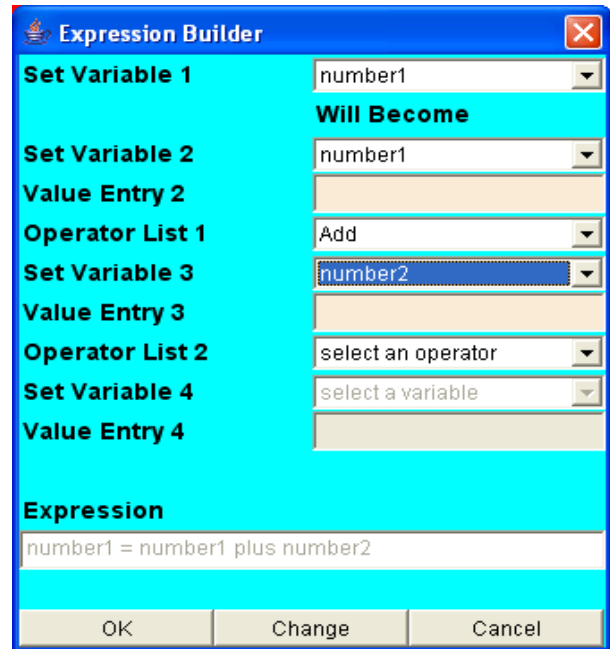 Expression Builder
Set Variable 1 number1
Will Become
Set Variable 2 number1
Value Entry 2
Operator List 1 Add
Set Variable 3 number2
Value Entry 3
Operator List 2 select an operator
Set Variable 4 select a variable
Value Entry 4
Expression
number1 = number1 plus number2
OK Change Cancel